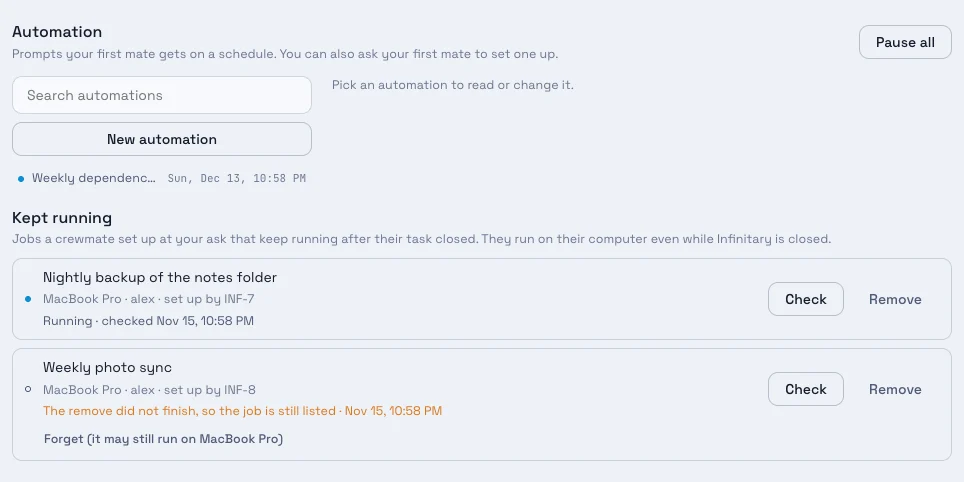 Automation
Prompts your first mate gets on a schedule. You can also ask your first mate to set one up.
Pause all
Search automations
Pick an automation to read or change it.
New automation
Weekly dependenc... Sun, Dec 13, 10:58 PM
Kept running
Jobs a crewmate set up at your ask that keep running after their task closed. They run on their computer even while Infinitary is closed.
Nightly backup of the notes folder
MacBook Pro · alex · set up by INF-7
Running · checked Nov 15, 10:58 PM
Check Remove
Weekly photo sync
MacBook Pro · alex · set up by INF-8
The remove did not finish, so the job is still listed · Nov 15, 10:58 PM
Check Remove
Forget (it may still run on MacBook Pro)